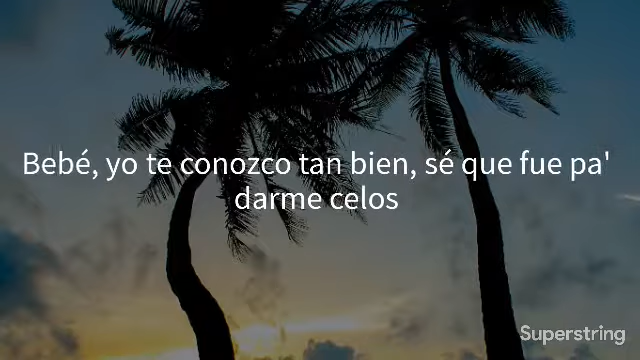 Bebé, yo te conozco tan bien, sé que fue pa'
darme celos
Superstring